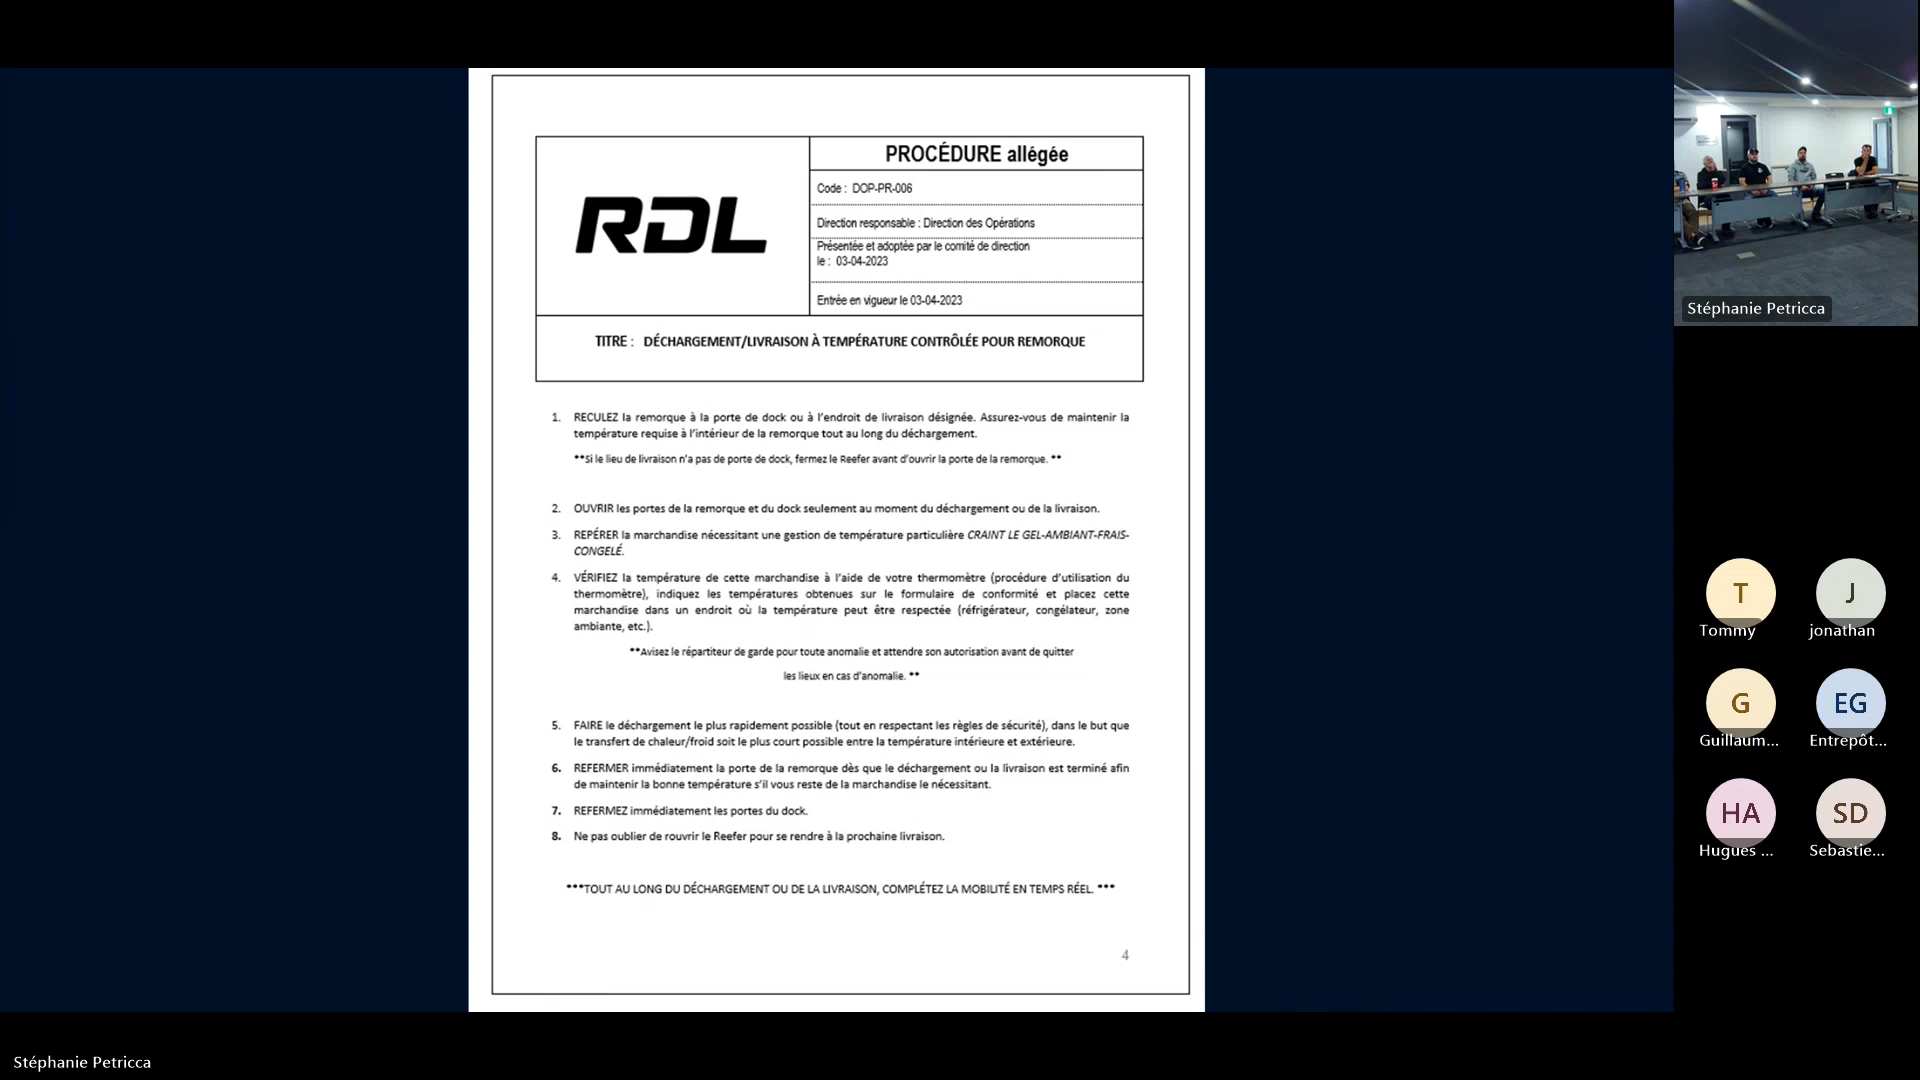 RDL
PROCÉDURE allégée
Code : DOP-PR-006
Direction responsable : Direction des Opérations
Présentée et adoptée par le comité de direction
le : 03-04-2023
Entrée en vigueur le 03-04-2023
TITRE : DÉCHARGEMENT/LIVRAISON À TEMPÉRATURE CONTRÔLÉE POUR REMORQUE
1. RECULEZ la remorque à la porte de dock ou à l'endroit de livraison désignée. Assurez-vous de maintenir la
température requise à l'intérieur de la remorque tout au long du déchargement.
**Si le lieu de livraison n'a pas de porte de dock, fermez le Reefer avant d'ouvrir la porte de la remorque. **
2. OUVRIR les portes de la remorque et du dock seulement au moment du déchargement ou de la livraison.
3. REPÉRER la marchandise nécessitant une gestion de température particulière CRAINT LE GEL-AMBIANT-FRAIS-
CONGELÉ.
4. VÉRIFIEZ la température de cette marchandise à l'aide de votre thermomètre (procédure d'utilisation du
thermomètre), indiquez les températures obtenues sur le formulaire de conformité et placez cette
marchandise dans un endroit où la température peut être respectée (réfrigérateur, congélateur, zone
ambiante, etc.).
**Avisez le répartiteur de garde pour toute anomalie et attendre son autorisation avant de quitter
les lieux en cas d'anomalie. **
5. FAIRE le déchargement le plus rapidement possible (tout en respectant les règles de sécurité), dans le but que
le transfert de chaleur/froid soit le plus court possible entre la température intérieure et extérieure.
6. REFERMER immédiatement la porte de la remorque dès que le déchargement ou la livraison est terminé afin
de maintenir la bonne température s'il vous reste de la marchandise le nécessitant.
7. REFERMEZ immédiatement les portes du dock.
8. Ne pas oublier de rouvrir le Reefer pour se rendre à la prochaine livraison.
***TOUT AU LONG DU DÉCHARGEMENT OU DE LA LIVRAISON, COMPLÉTEZ LA MOBILITÉ EN TEMPS RÉEL. ***
4
Stéphanie Petricca
T
J
Tommy
jonathan
G
EG
Guillaum...
Entrepôt...
HA
SD
Hugues ...
Sebastie...
Stéphanie Petricca